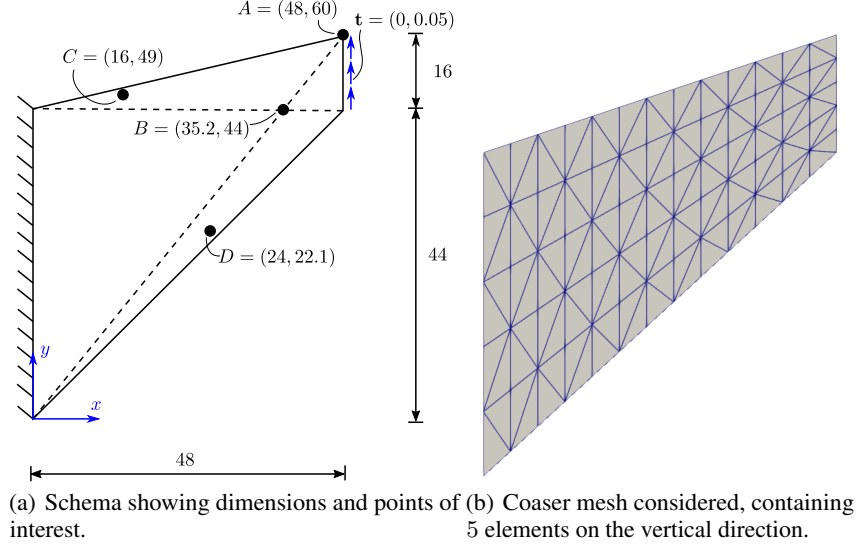 A = (48, 60)
t = (0, 0.05)
C = (16, 49)
16
B = (35.2, 44)
44
D = (24, 22.1)
y
x
48
(a) Schema showing dimensions and points of interest.
(b) Coaser mesh considered, containing 5 elements on the vertical direction.